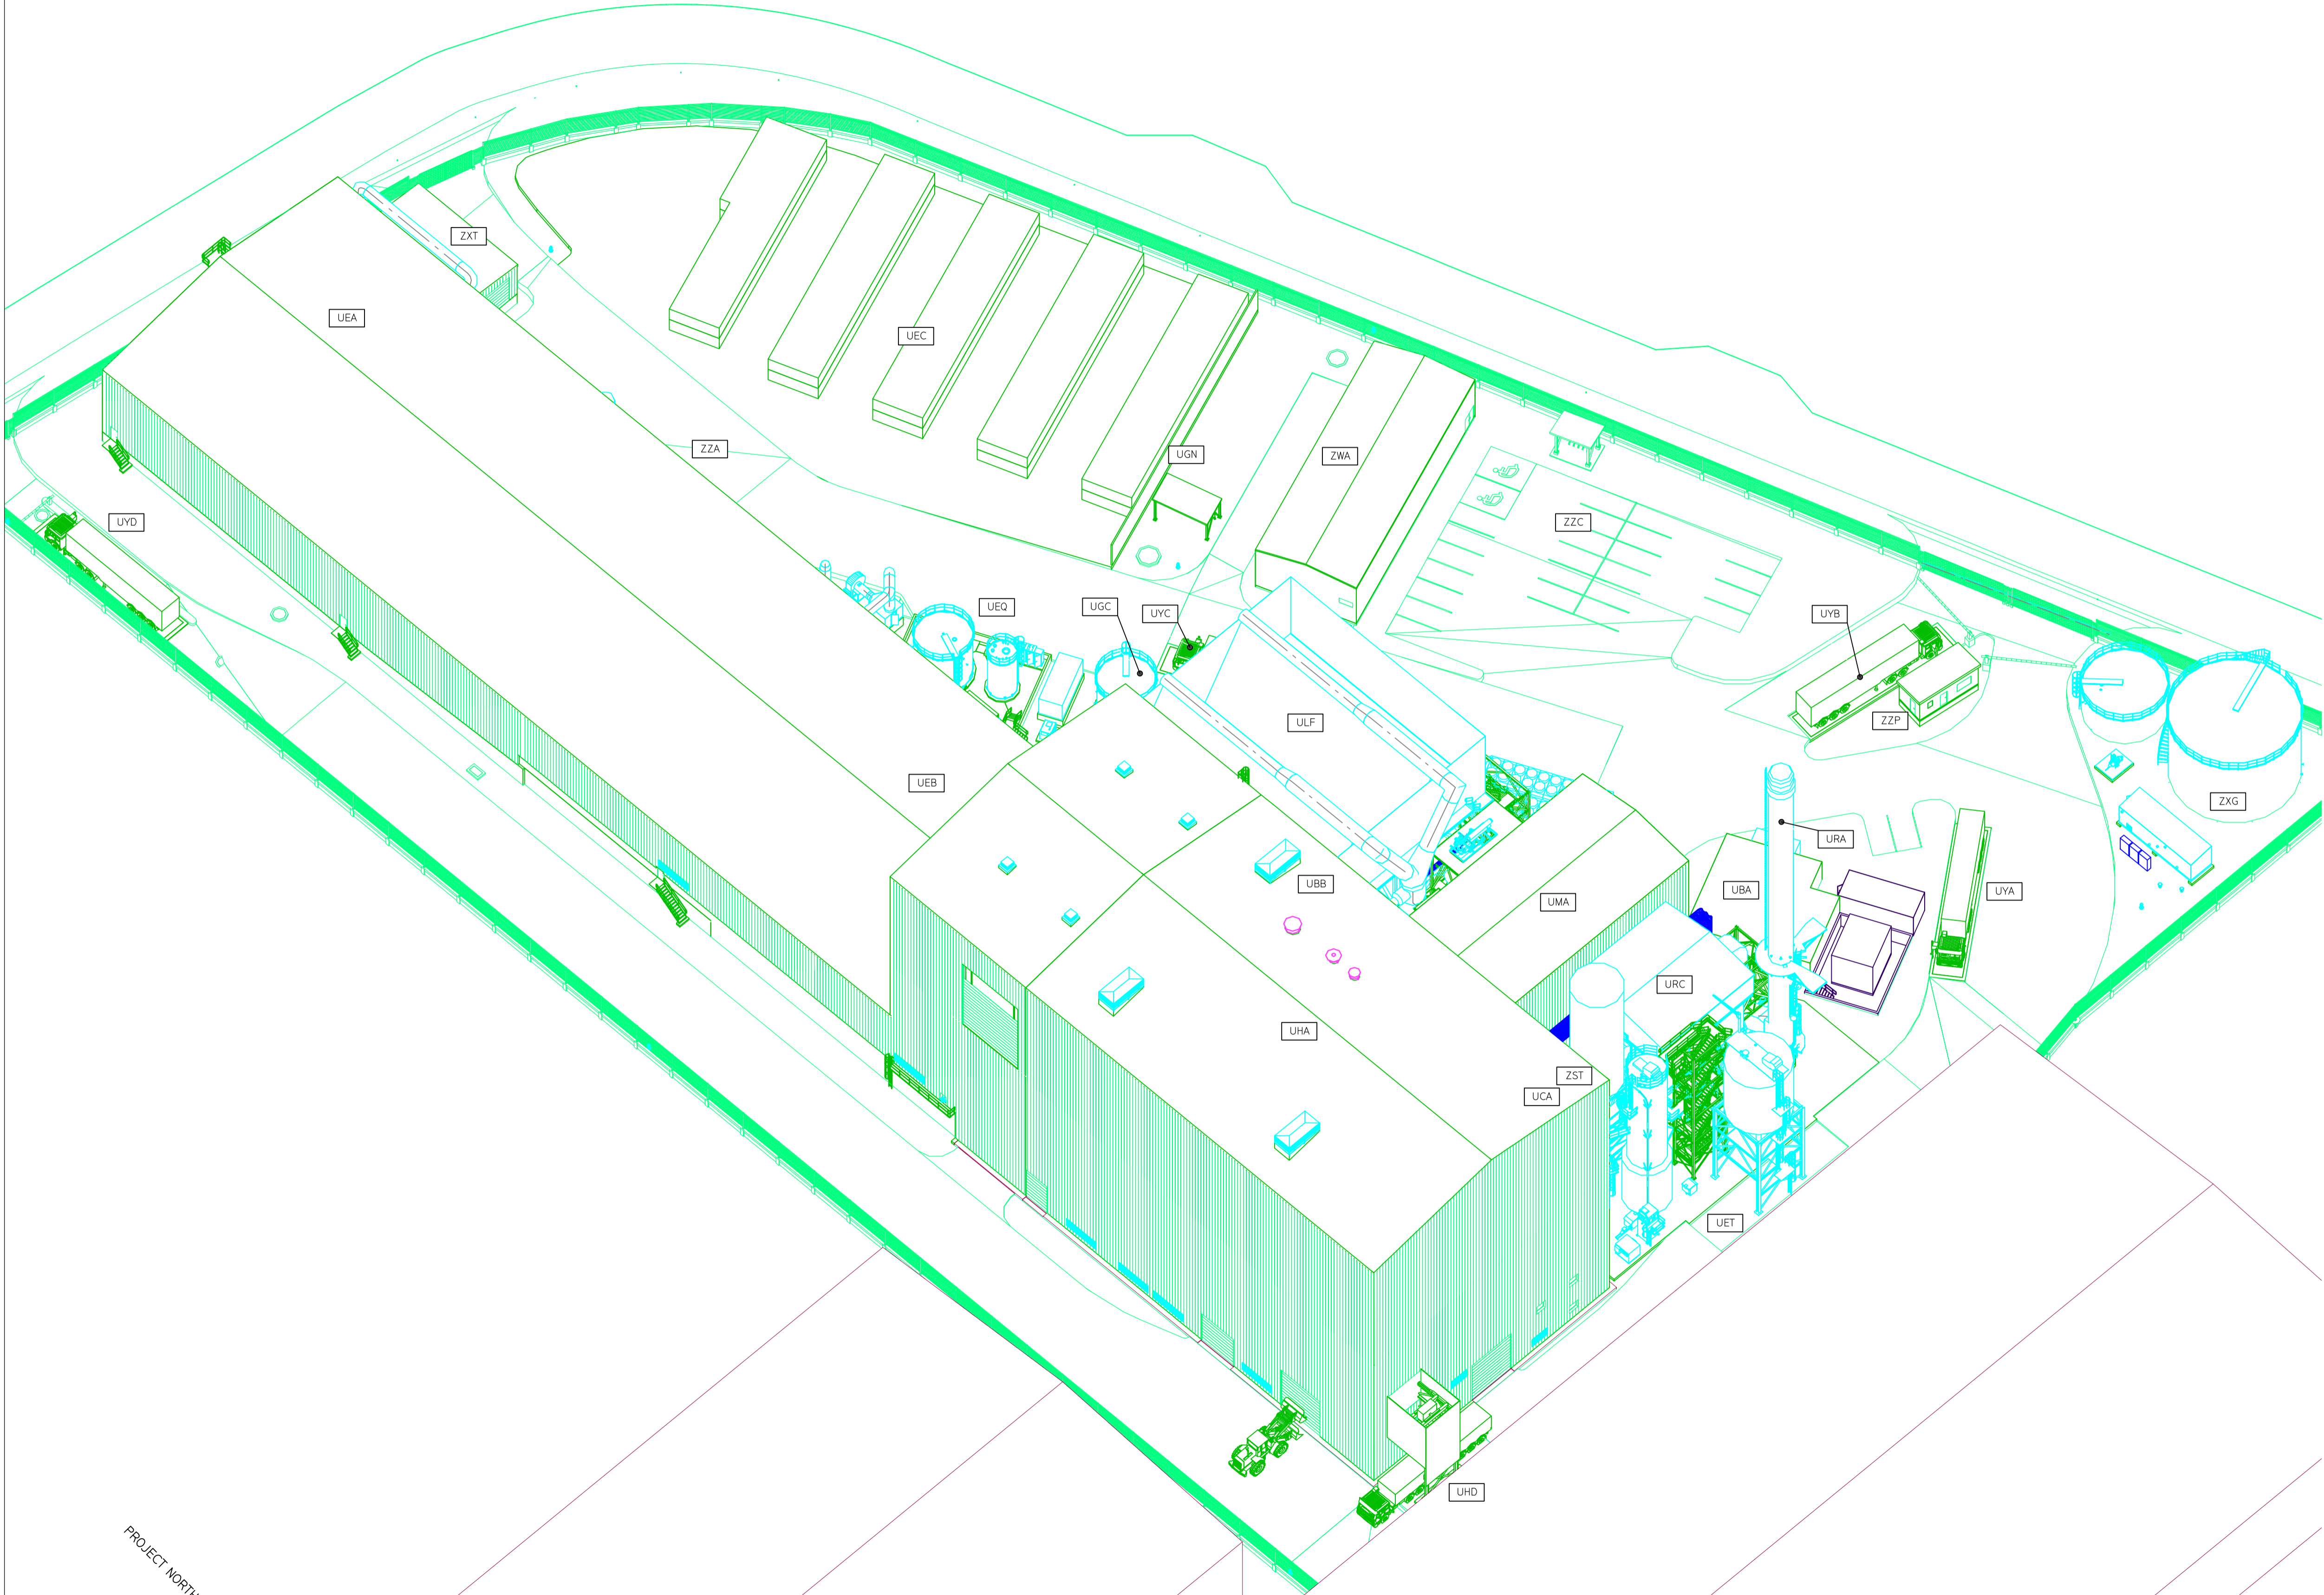 ZXT
UEA
UEC
ZZA
UGN
ZWA
UYD
ZZC
UEQ
UGC
UYC
UYB
ULF
ZZP
UEB
ZXG
URA
UBB
UBA
UYA
UMA
URC
UHA
ZST
UCA
UET
UHD
PROJECT NORTH